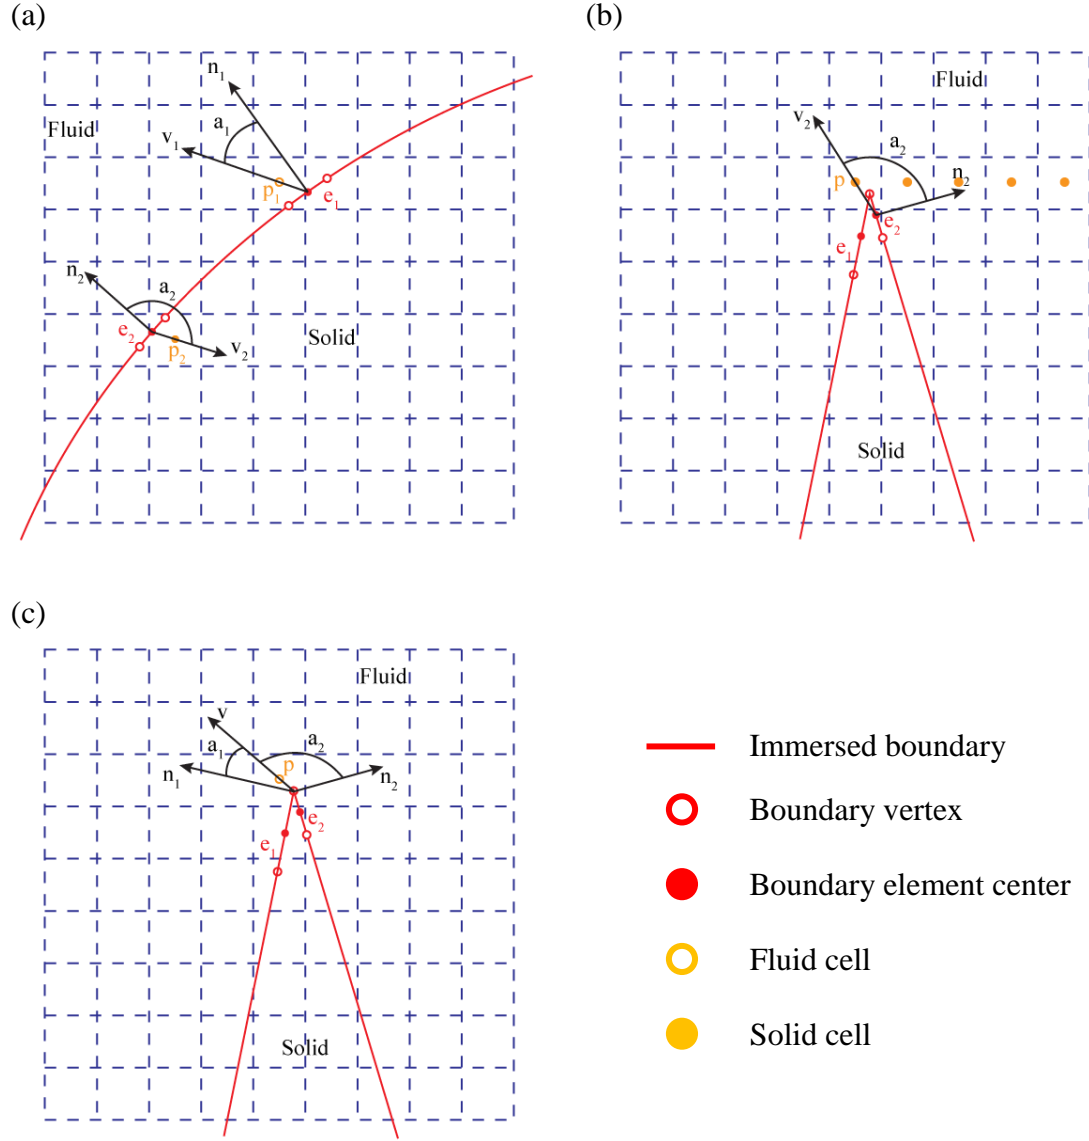 (a)
n1
Fluid
a1
v1
p1
e1
n2
a2
e2
p2
v2
Solid
(b)
Fluid
v2
a2
p
n2
e2
e1
Solid
(c)
Fluid
v
a1
a2
p
n1
n2
e2
e1
Solid
Immersed boundary
Boundary vertex
Boundary element center
Fluid cell
Solid cell